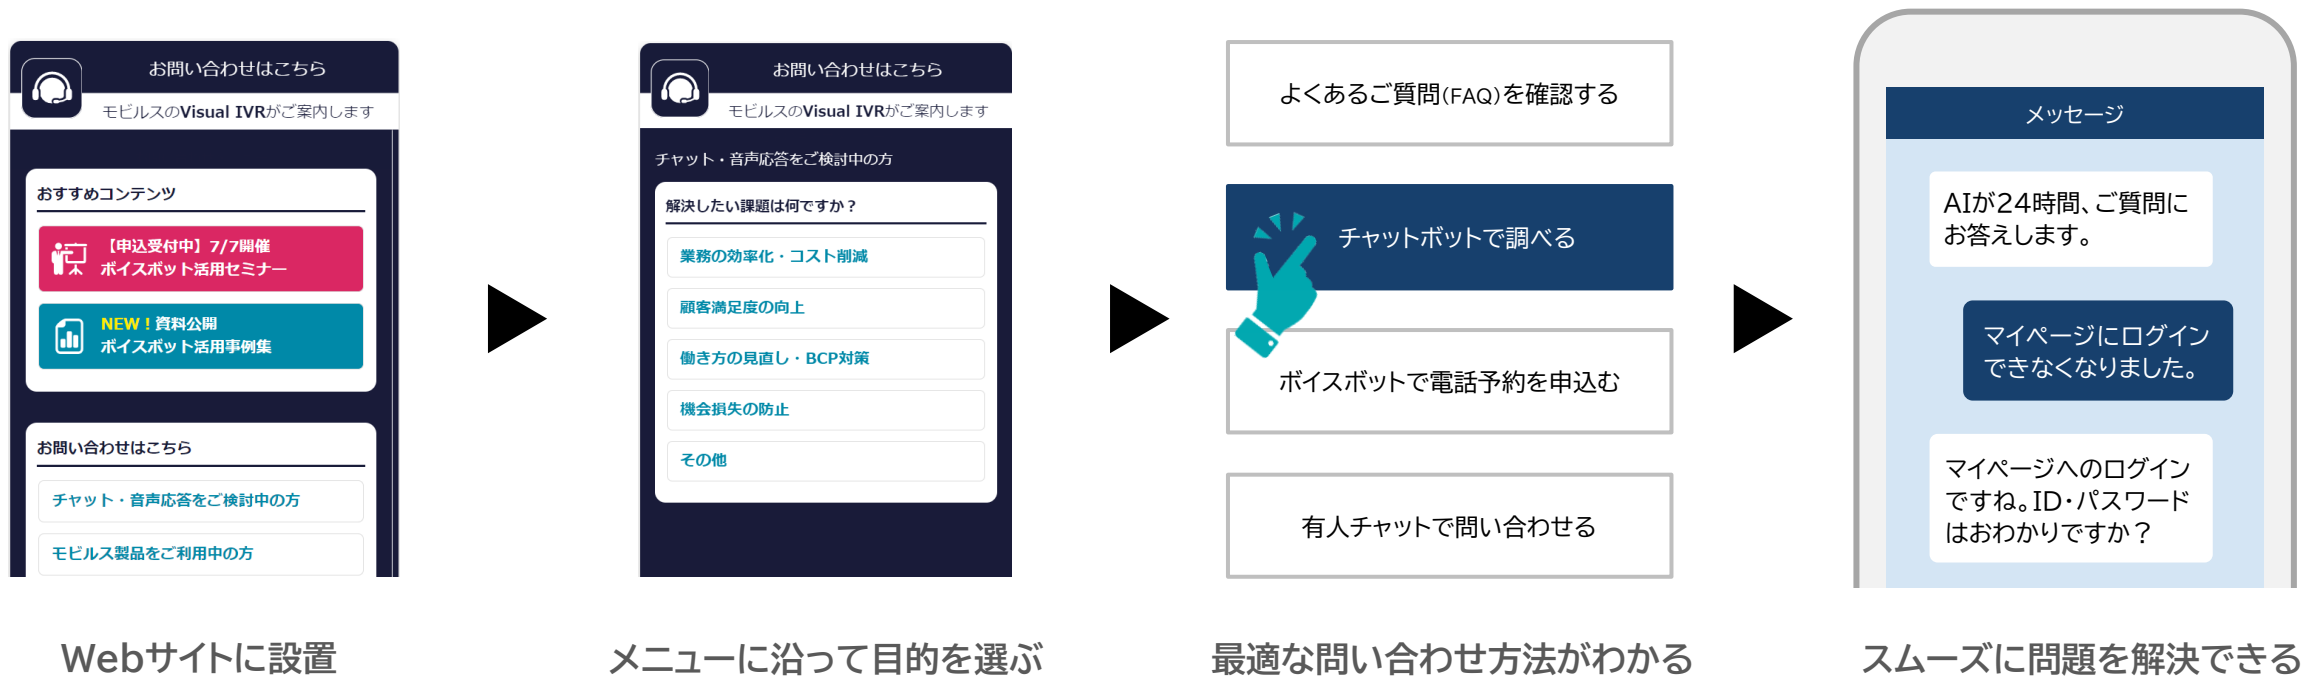 お問い合わせはこちら
モビルスのVisual IVRがご案内します
おすすめコンテンツ
【申込受付中】7/7開催
ボイスボット活用セミナー
NEW！資料公開
ボイスボット活用事例集
お問い合わせはこちら
チャット・音声応答をご検討中の方
モビルス製品をご利用中の方
Webサイトに設置
お問い合わせはこちら
モビルスのVisual IVRがご案内します
チャット・音声応答をご検討中の方
解決したい課題は何ですか？
業務の効率化・コスト削減
顧客満足度の向上
働き方の見直し・BCP対策
機会損失の防止
その他
メニューに沿って目的を選ぶ
よくあるご質問(FAQ)を確認する
チャットボットで調べる
ボイスボットで電話予約を申込む
有人チャットで問い合わせる
最適な問い合わせ方法がわかる
メッセージ
AIが24時間、ご質問に
お答えします。
マイページにログイン
できなくなりました。
マイページへのログイン
ですね。ID・パスワード
はおわかりですか？
スムーズに問題を解決できる